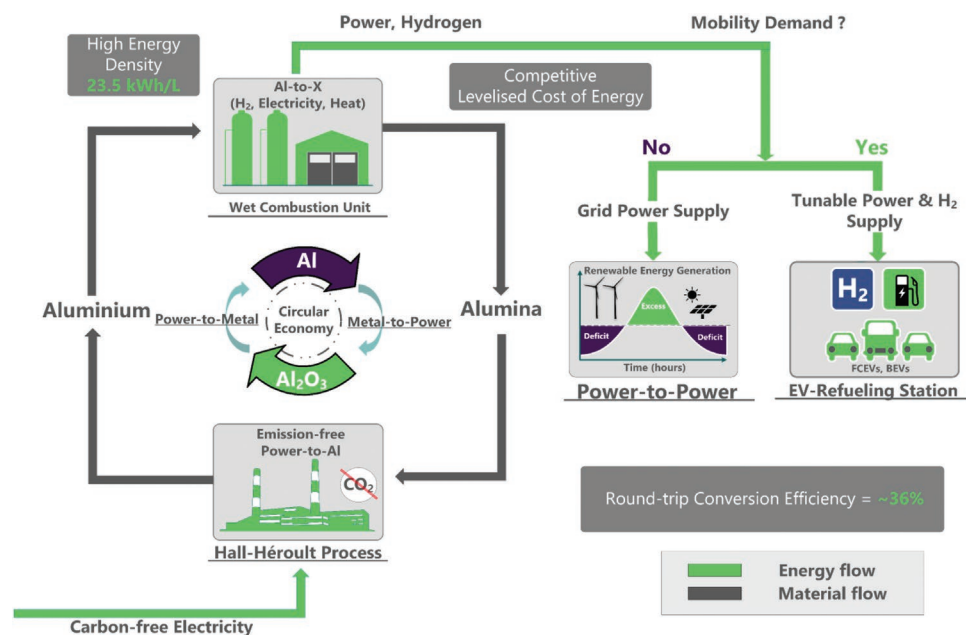 Power, Hydrogen
Mobility Demand ?
High Energy
Density
23.5 kWh/L
Al-to-X
(H₂, Electricity, Heat)
Wet Combustion Unit
Competitive
Levelised Cost of Energy
No
Yes
Grid Power Supply
Tunable Power & H₂
Supply
Renewable Energy Generation
Excess
Deficit
Deficit
Time (hours)
Power-to-Power
H₂
FCEVs, BEVs
EV-Refueling Station
Aluminium
Al
Power-to-Metal
Circular
Economy
Metal-to-Power
Al₂O₃
Alumina
Emission-free
Power-to-Al
CO₂
Hall-Héroult Process
Carbon-free Electricity
Round-trip Conversion Efficiency = ~36%
Energy flow
Material flow